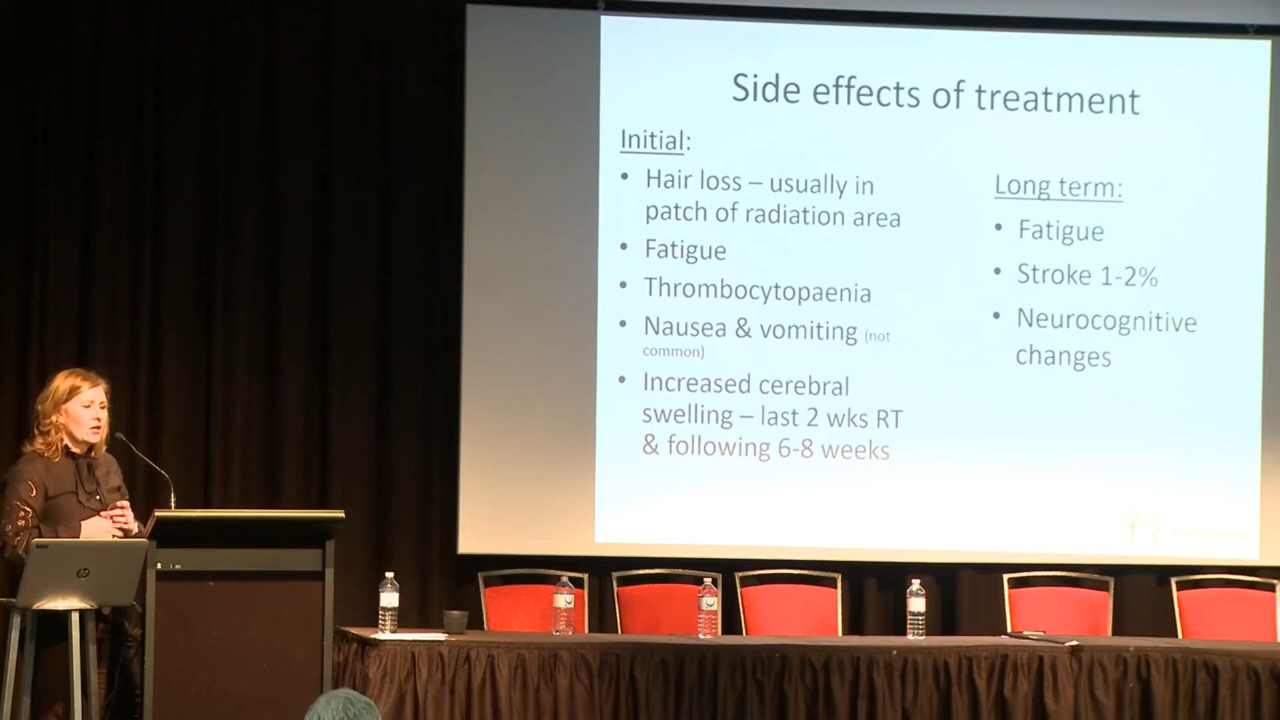 Side effects of treatment
Initial:
• Hair loss – usually in
patch of radiation area
• Fatigue
• Thrombocytopaenia
• Nausea & vomiting (not
common)
• Increased cerebral
swelling – last 2 wks RT
& following 6-8 weeks
Long term:
• Fatigue
• Stroke 1-2%
• Neurocognitive
changes
hp